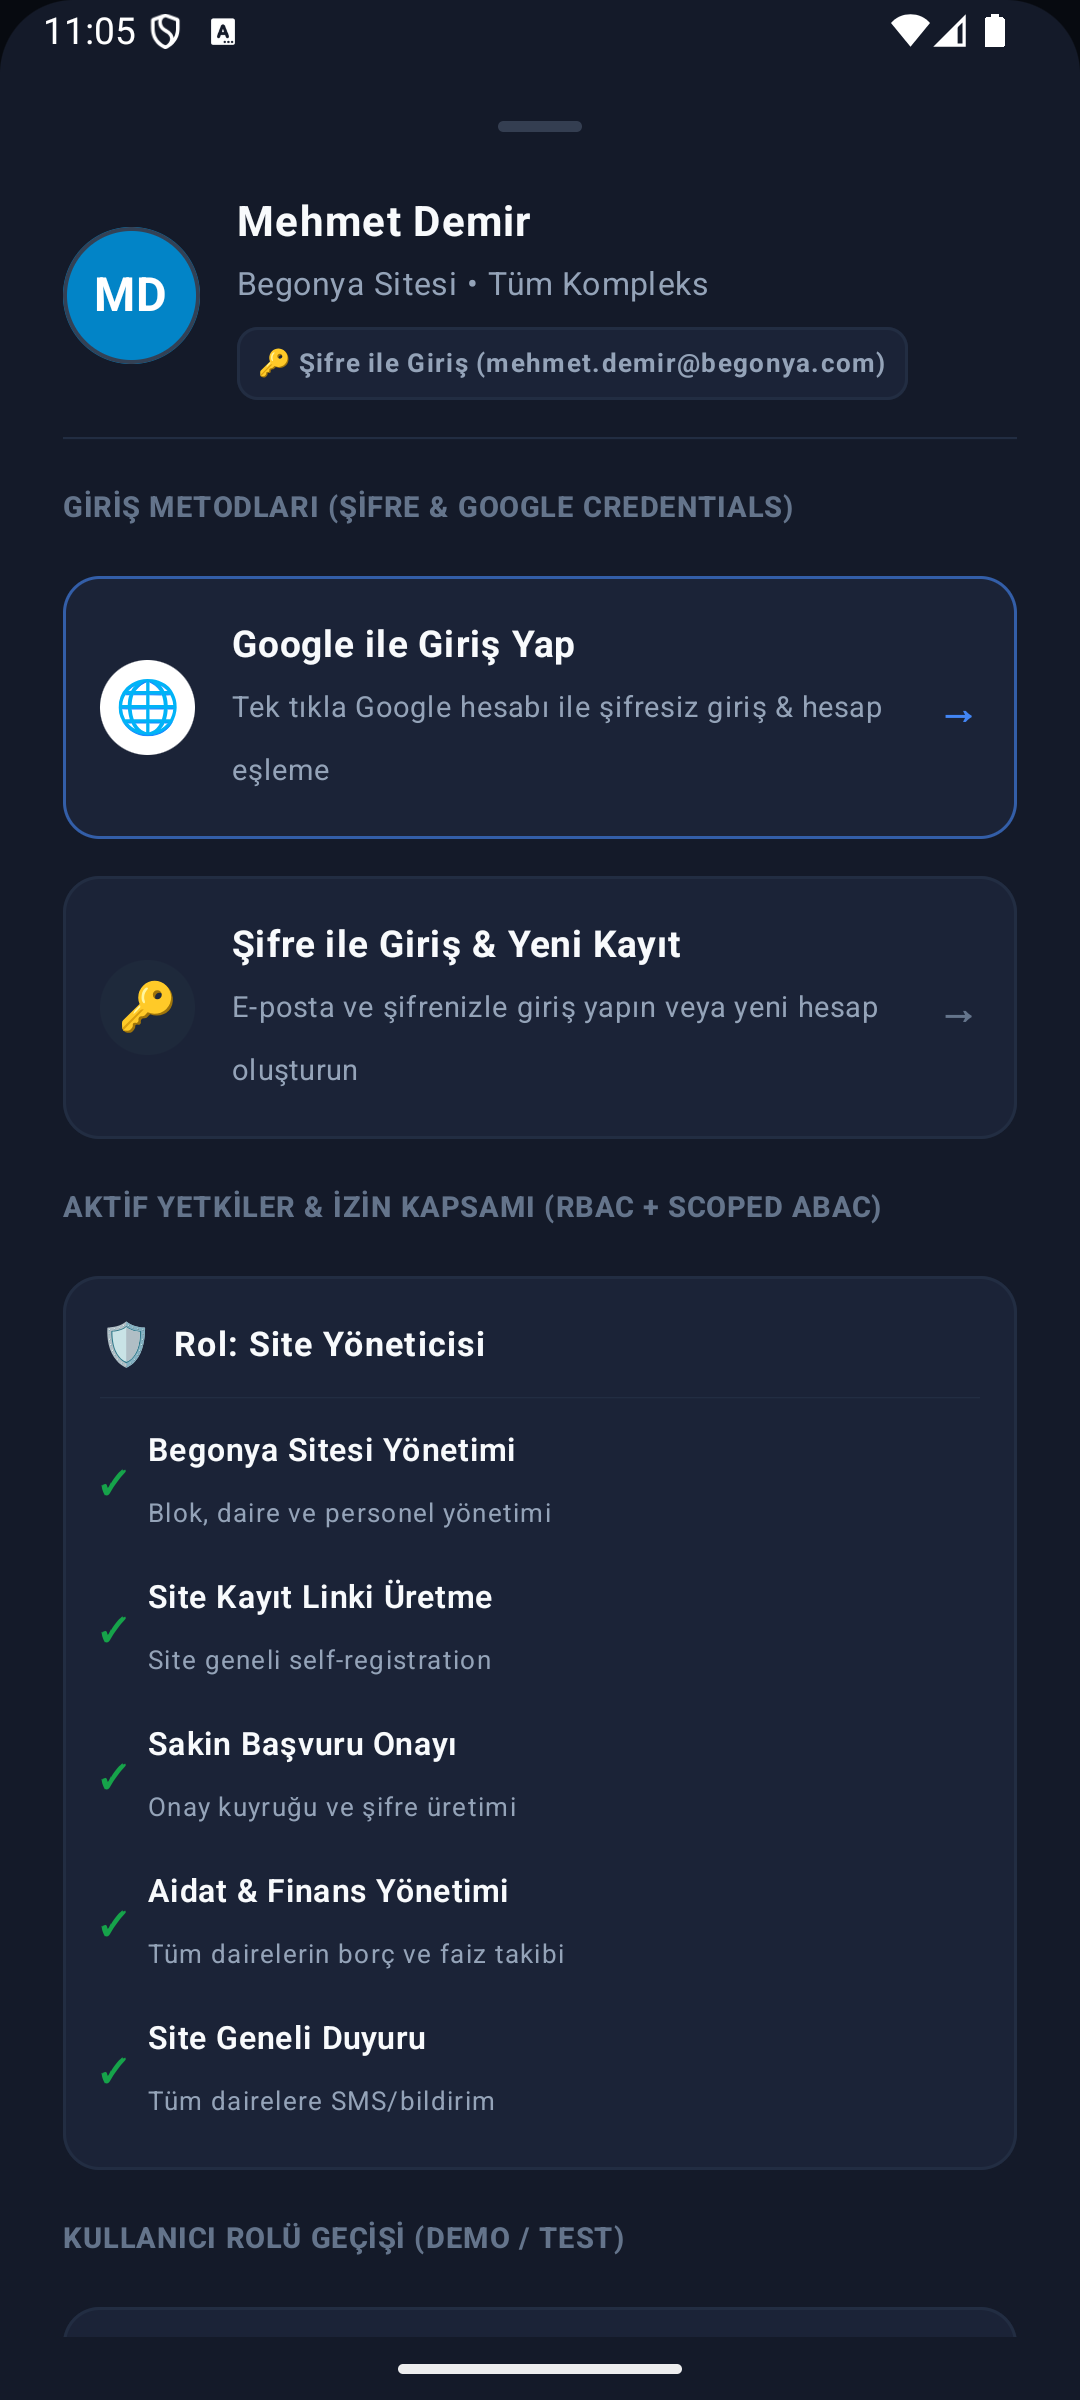 11:05
MD
Mehmet Demir
Begonya Sitesi • Tüm Kompleks
🔑 Şifre ile Giriş (mehmet.demir@begonya.com)
GİRİŞ METODLARI (ŞİFRE & GOOGLE CREDENTIALS)
Google ile Giriş Yap
Tek tıkla Google hesabı ile şifresiz giriş & hesap
eşleme
→
Şifre ile Giriş & Yeni Kayıt
E-posta ve şifrenizle giriş yapın veya yeni hesap
oluşturun
→
AKTİF YETKİLER & İZİN KAPSAMI (RBAC + SCOPED ABAC)
Rol: Site Yöneticisi
✓ Begonya Sitesi Yönetimi
Blok, daire ve personel yönetimi
✓ Site Kayıt Linki Üretme
Site geneli self-registration
✓ Sakin Başvuru Onayı
Onay kuyruğu ve şifre üretimi
✓ Aidat & Finans Yönetimi
Tüm dairelerin borç ve faiz takibi
✓ Site Geneli Duyuru
Tüm dairelere SMS/bildirim
KULLANICI ROLÜ GEÇİŞİ (DEMO / TEST)